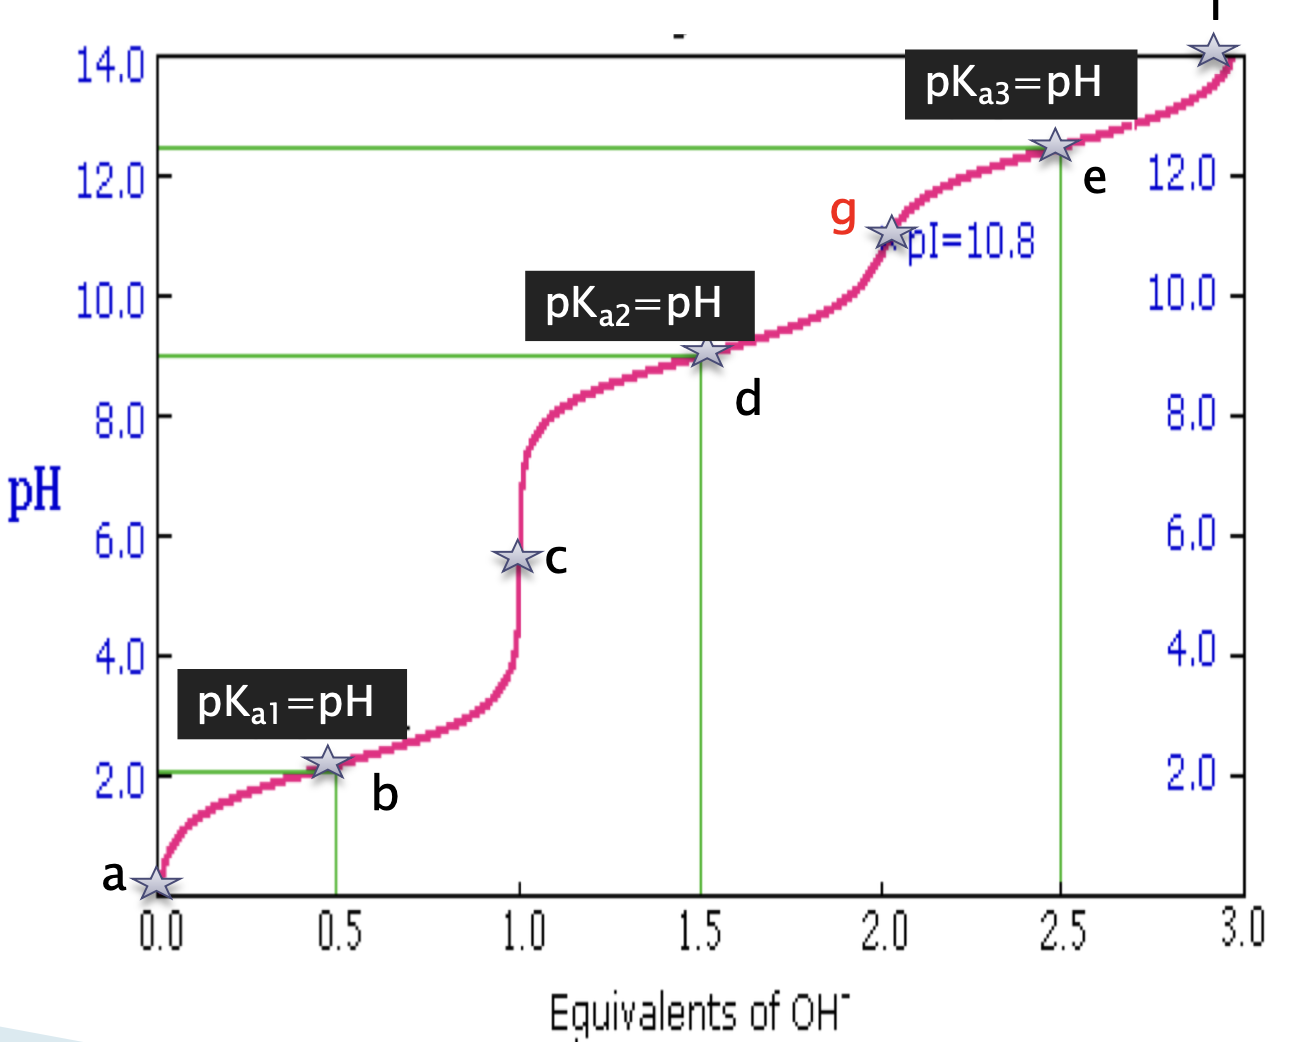 14.0
pKₐ₃=pH
12.0
12.0
e
g
pI=10.8
pKₐ₂=pH
10.0
10.0
d
8.0
8.0
pH
6.0
6.0
c
4.0
4.0
pKₐ₁=pH
2.0
2.0
b
a
0.0 0.5 1.0 1.5 2.0 2.5 3.0
Equivalents of OH⁻